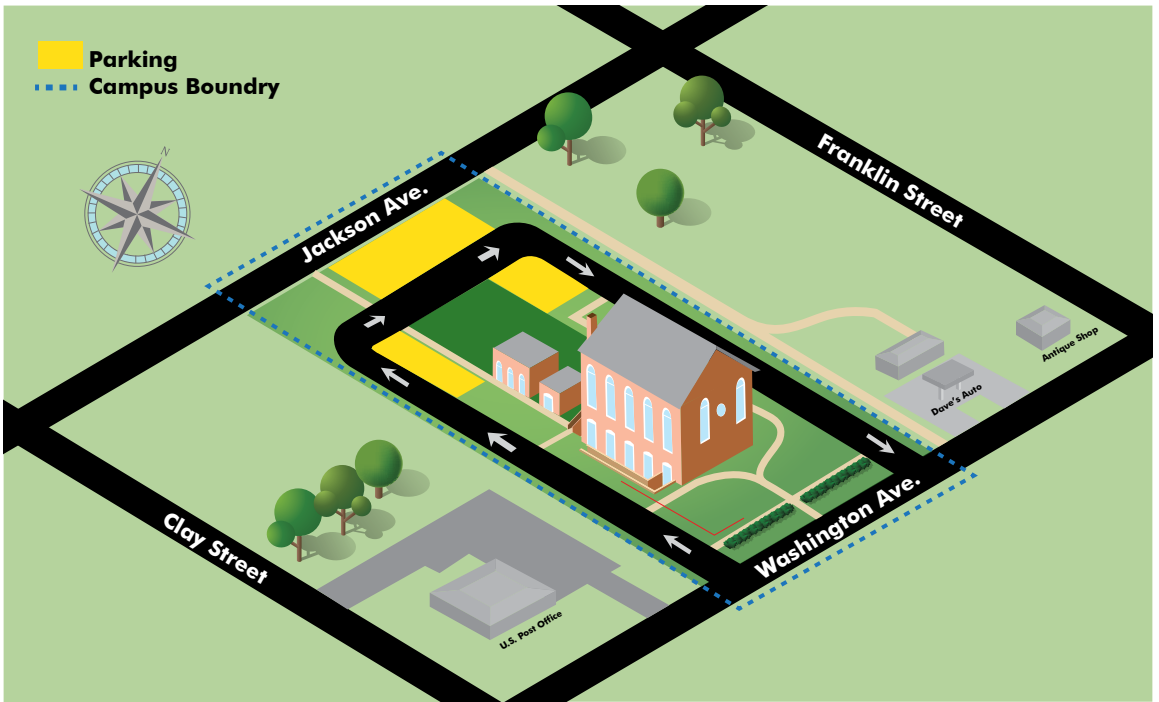 Parking
Campus Boundry
N
Jackson Ave.
Franklin Street
Antique Shop
Dave's Auto
Washington Ave.
Clay Street
U.S. Post Office